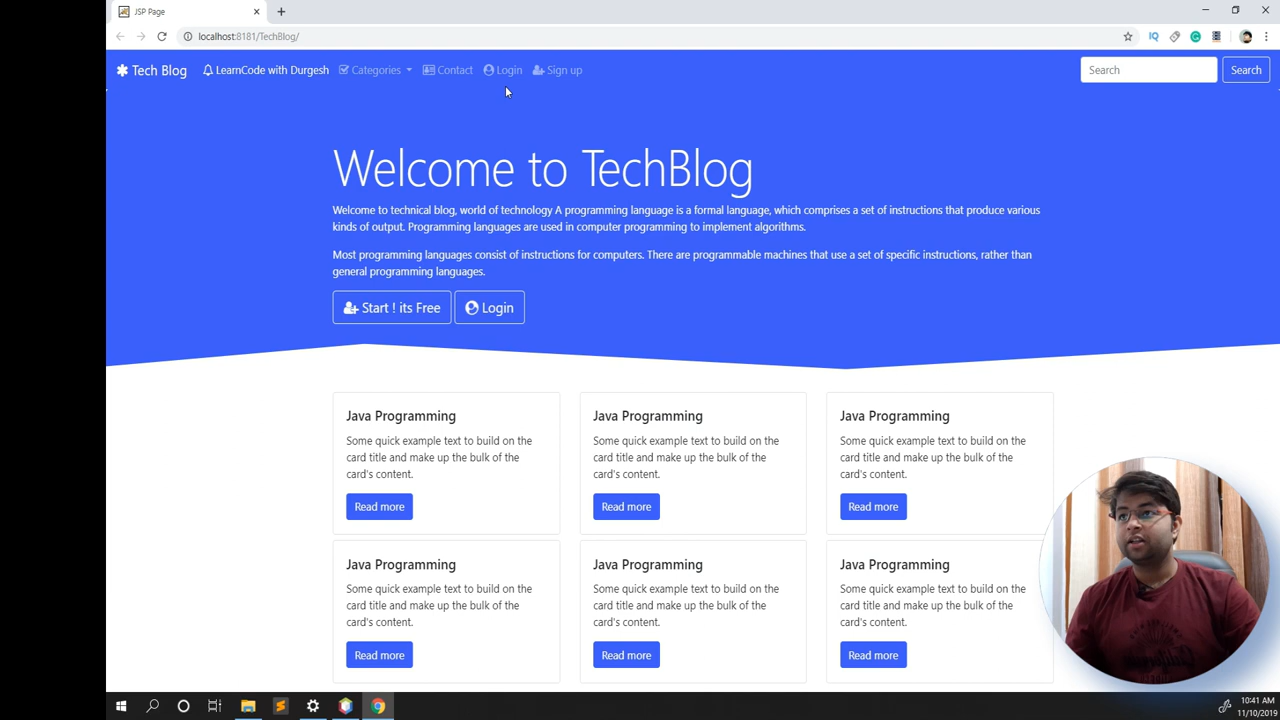 JSP Page
localhost:8181/TechBlog/
Tech Blog LearnCode with Durgesh Categories Contact Login Sign up Search Search
Welcome to TechBlog
Welcome to technical blog, world of technology A programming language is a formal language, which comprises a set of instructions that produce various
kinds of output. Programming languages are used in computer programming to implement algorithms.
Most programming languages consist of instructions for computers. There are programmable machines that use a set of specific instructions, rather than
general programming languages.
Start ! its Free Login
Java Programming
Some quick example text to build on the
card title and make up the bulk of the
card's content.
Read more
Java Programming
Some quick example text to build on the
card title and make up the bulk of the
card's content.
Read more
Java Programming
Some quick example text to build on the
card title and make up the bulk of the
card's content.
Read more
Java Programming
Some quick example text to build on the
card title and make up the bulk of the
card's content.
Read more
Java Programming
Some quick example text to build on the
card title and make up the bulk of the
card's content.
Read more
Java Programming
Some quick example text to build on the
card title and make up the bulk of the
card's content.
Read more
10:41 AM
11/10/2019